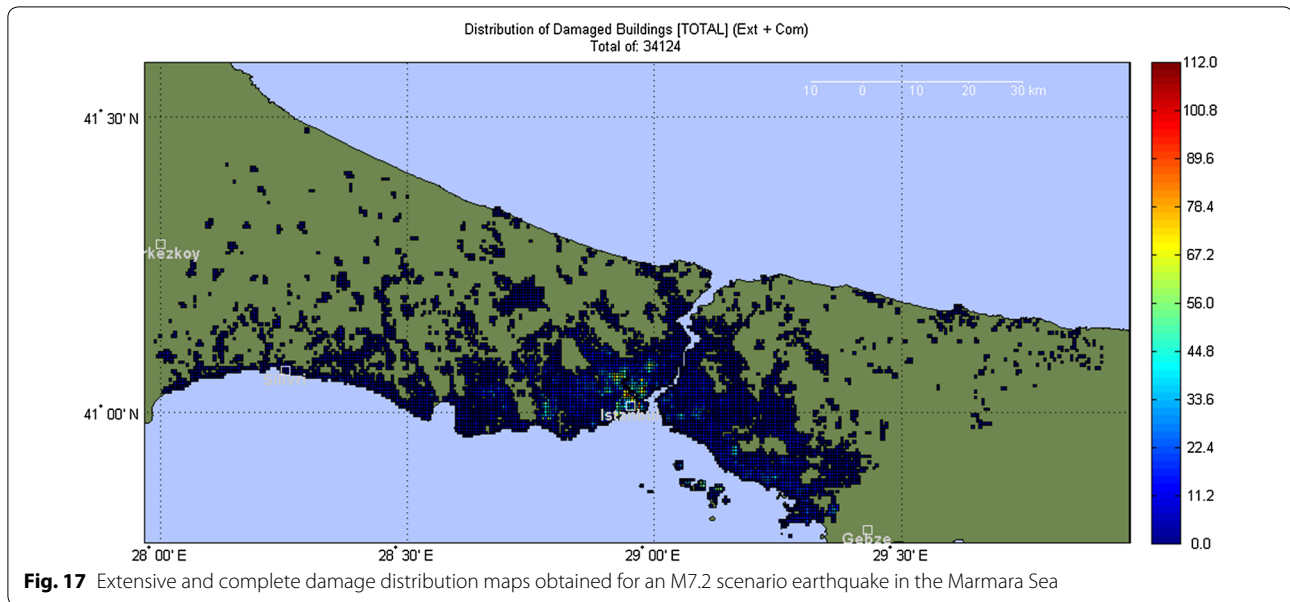 Distribution of Damaged Buildings [TOTAL] (Ext + Com)
Total of: 34124
10 0 10 20 30 km
41° 30' N
41° 00' N
rkezkoy
Silivri
Gebze
28° 00' E 28° 30' E 29° 00' E 29° 30' E
112.0
100.8
89.6
78.4
67.2
56.0
44.8
33.6
22.4
11.2
0.0
Fig. 17 Extensive and complete damage distribution maps obtained for an M7.2 scenario earthquake in the Marmara Sea